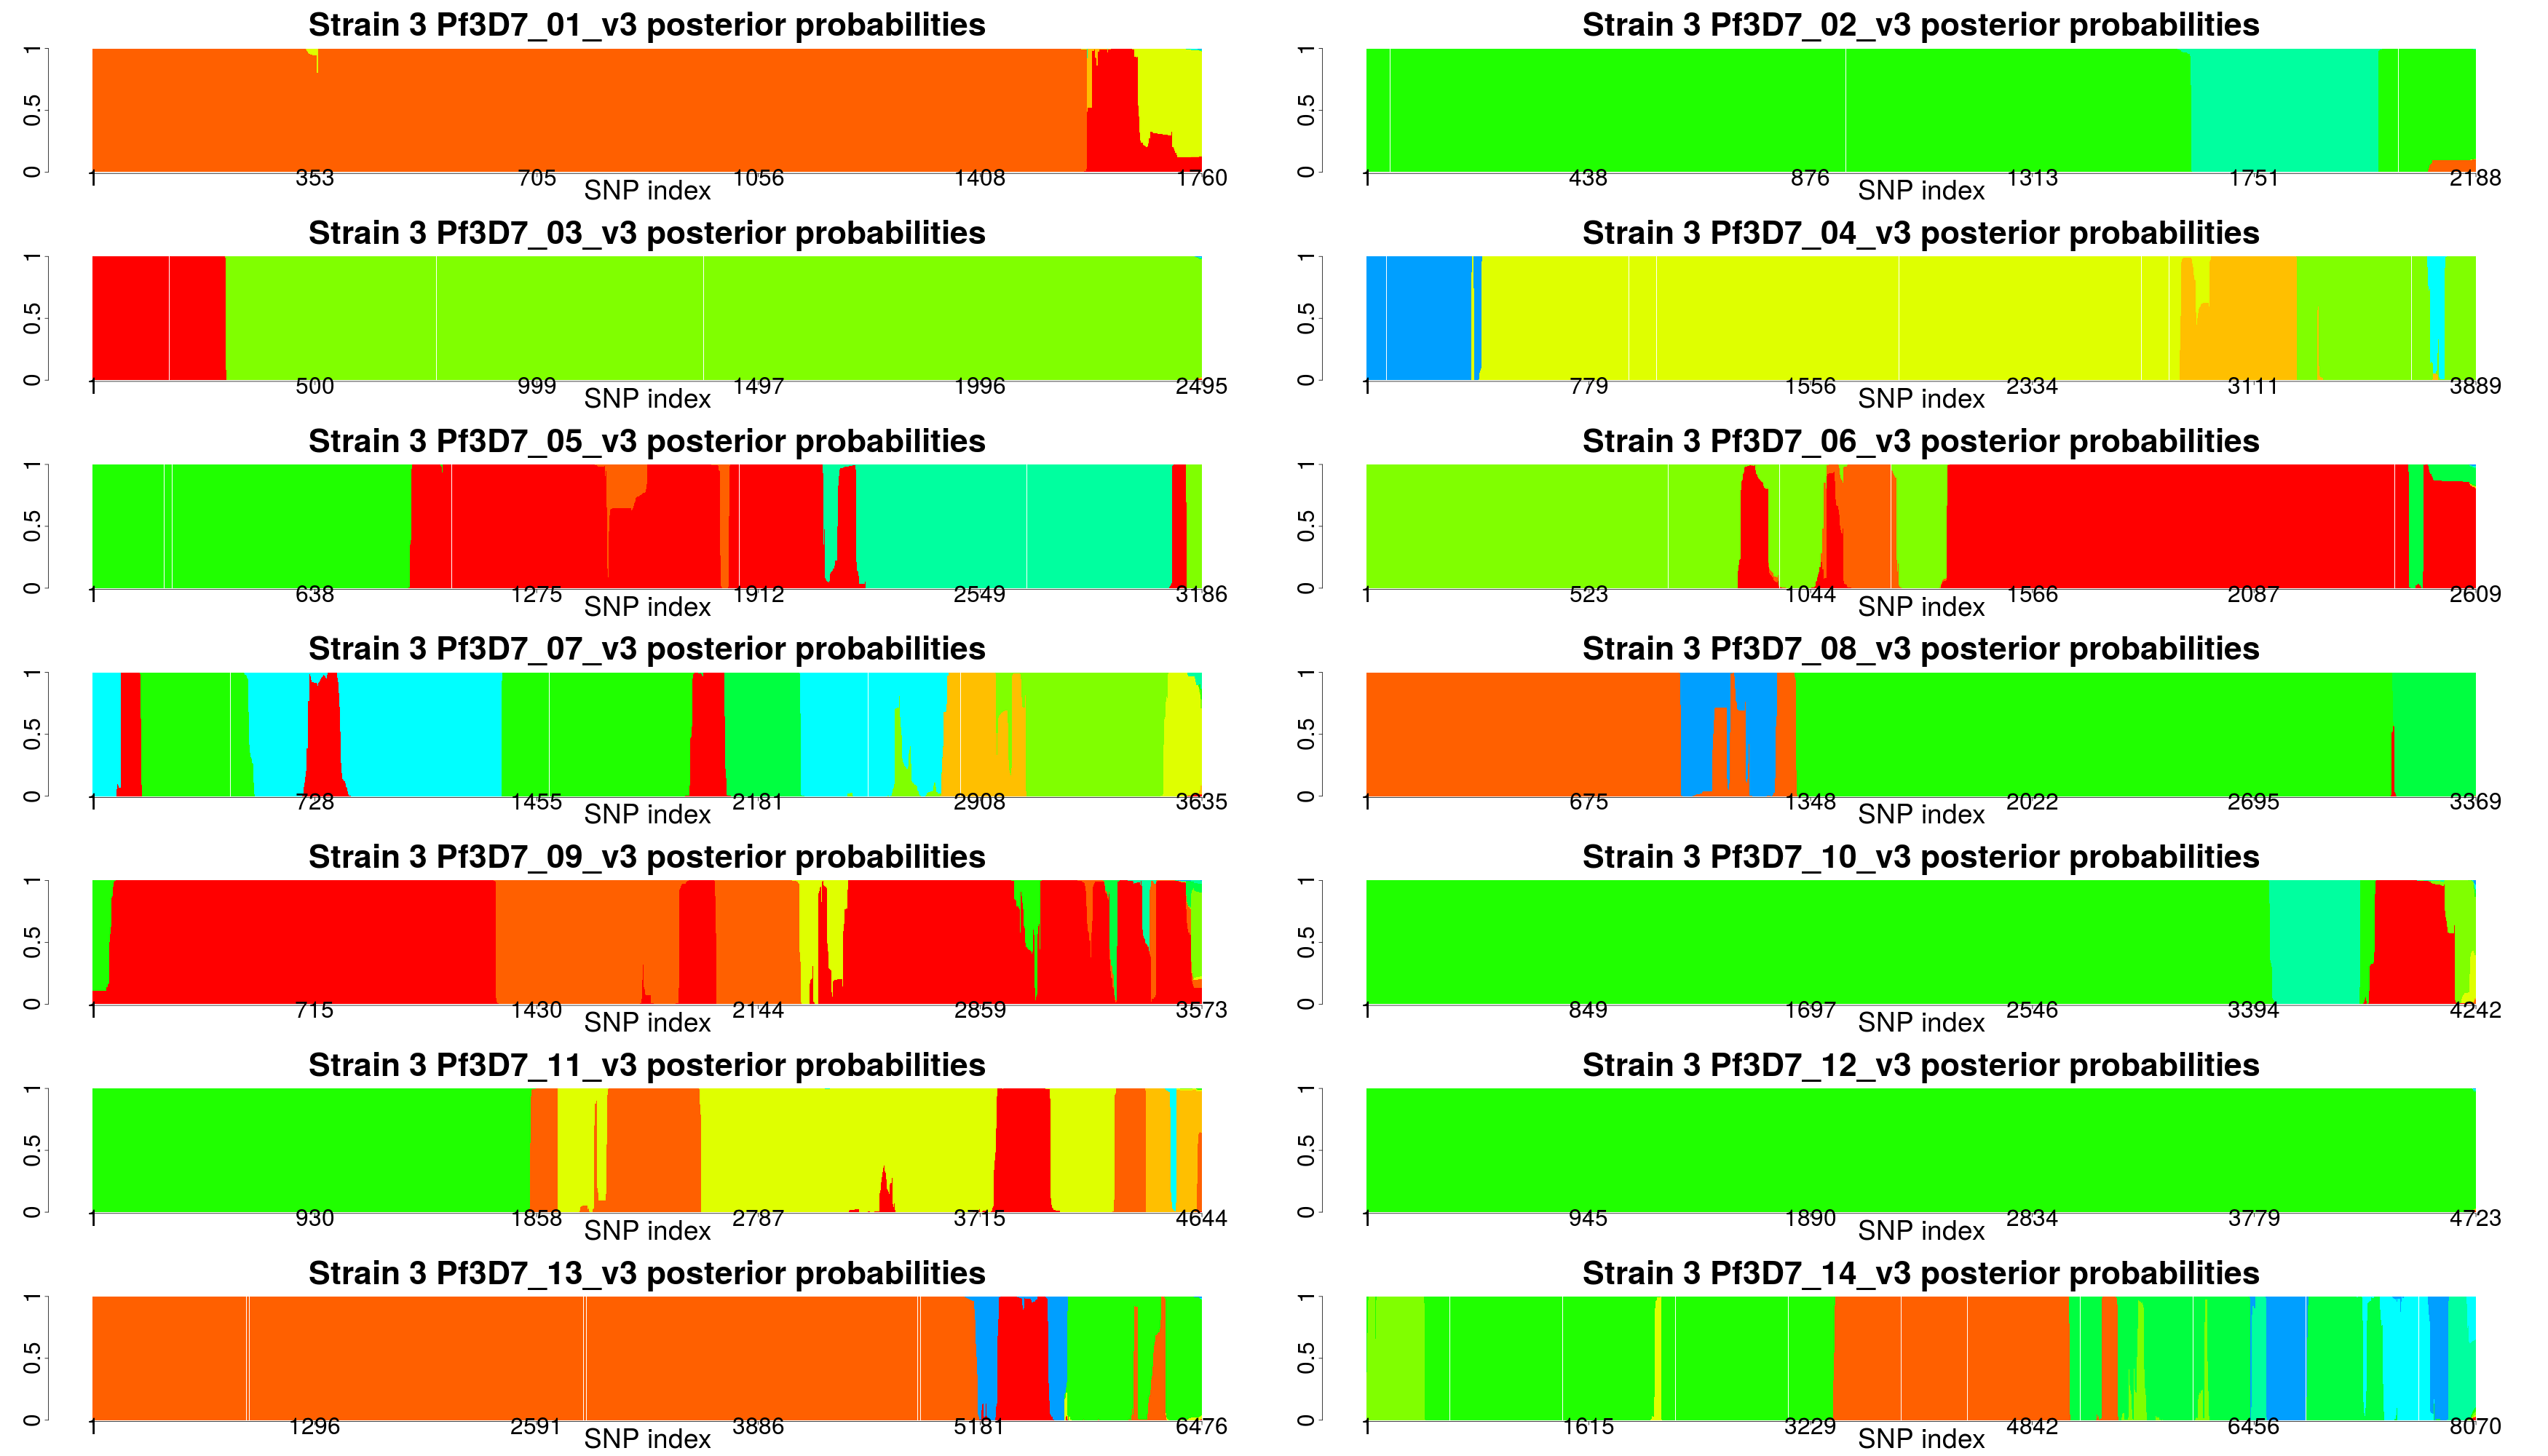 Strain 3 Pf3D7_01_v3 posterior probabilities
0 0.5 1
1 353 705 1056 1408 1760
SNP index
Strain 3 Pf3D7_02_v3 posterior probabilities
0 0.5 1
1 438 876 1313 1751 2188
SNP index
Strain 3 Pf3D7_03_v3 posterior probabilities
0 0.5 1
1 500 999 1497 1996 2495
SNP index
Strain 3 Pf3D7_04_v3 posterior probabilities
0 0.5 1
1 779 1556 2334 3111 3889
SNP index
Strain 3 Pf3D7_05_v3 posterior probabilities
0 0.5 1
1 638 1275 1912 2549 3186
SNP index
Strain 3 Pf3D7_06_v3 posterior probabilities
0 0.5 1
1 523 1044 1566 2087 2609
SNP index
Strain 3 Pf3D7_07_v3 posterior probabilities
0 0.5 1
1 728 1455 2181 2908 3635
SNP index
Strain 3 Pf3D7_08_v3 posterior probabilities
0 0.5 1
1 675 1348 2022 2695 3369
SNP index
Strain 3 Pf3D7_09_v3 posterior probabilities
0 0.5 1
1 715 1430 2144 2859 3573
SNP index
Strain 3 Pf3D7_10_v3 posterior probabilities
0 0.5 1
1 849 1697 2546 3394 4242
SNP index
Strain 3 Pf3D7_11_v3 posterior probabilities
0 0.5 1
1 930 1858 2787 3715 4644
SNP index
Strain 3 Pf3D7_12_v3 posterior probabilities
0 0.5 1
1 945 1890 2834 3779 4723
SNP index
Strain 3 Pf3D7_13_v3 posterior probabilities
0 0.5 1
1 1296 2591 3886 5181 6476
SNP index
Strain 3 Pf3D7_14_v3 posterior probabilities
0 0.5 1
1 1615 3229 4842 6456 8070
SNP index